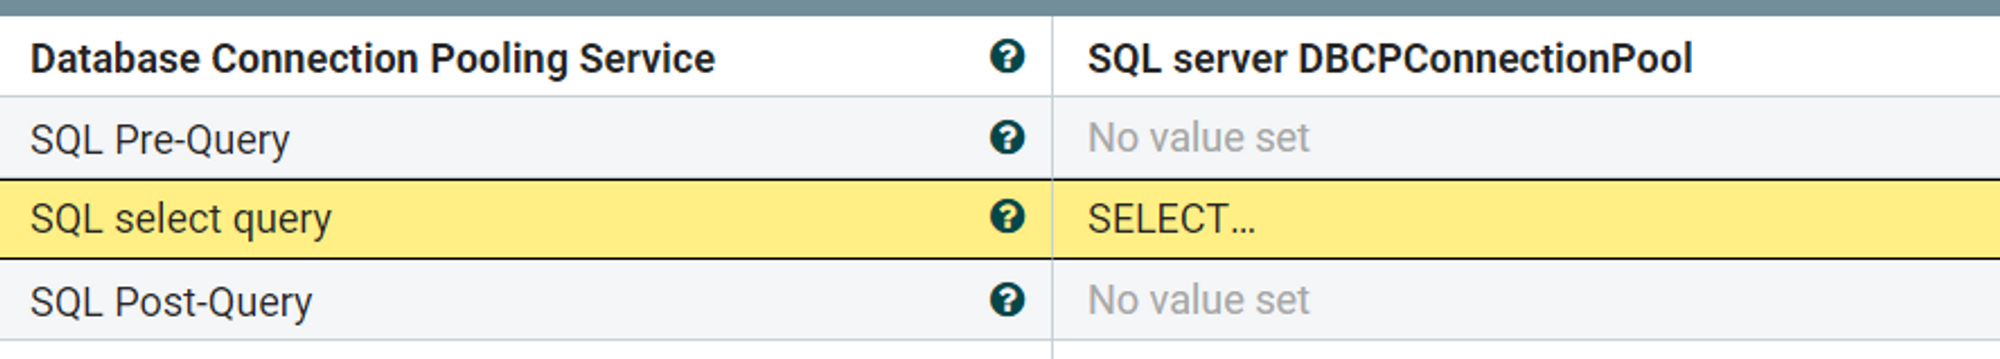 Database Connection Pooling Service ? SQL server DBCPConnectionPool
SQL Pre-Query ? No value set
SQL select query ? SELECT...
SQL Post-Query ? No value set